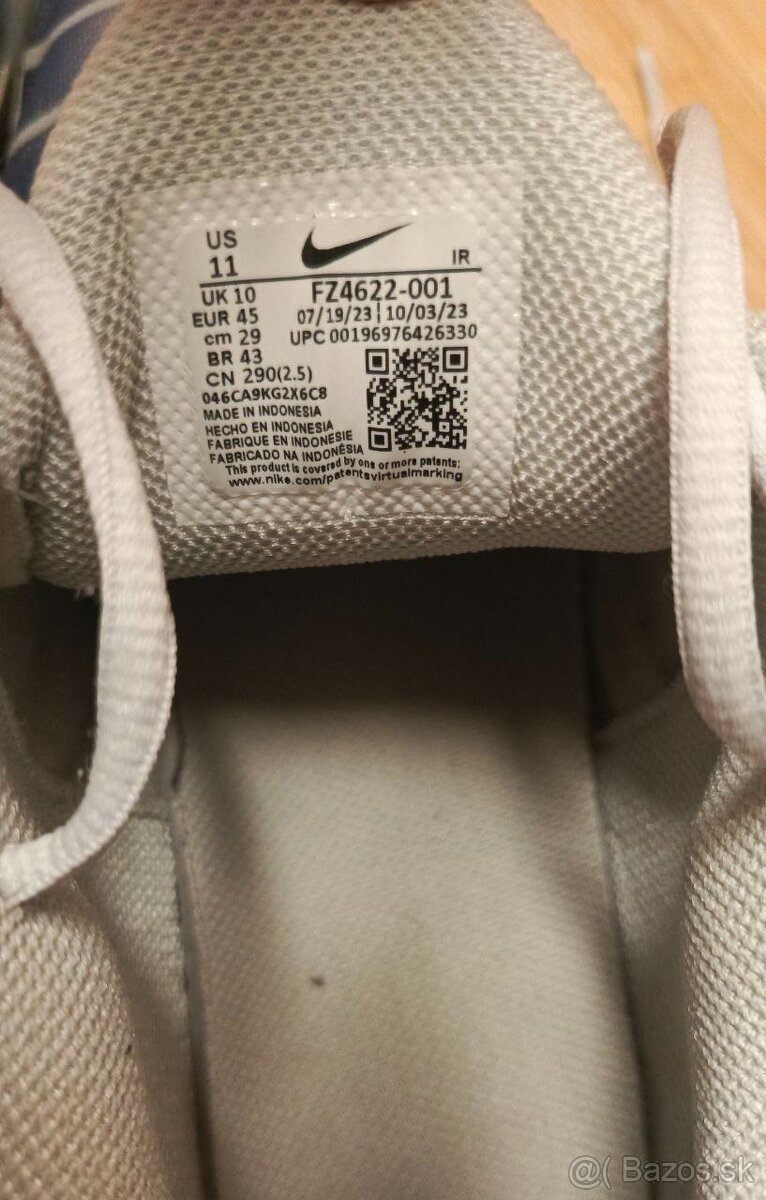 US
11
IR
UK 10
FZ4622-001
EUR 45
07/19/23 | 10/03/23
cm 29
UPC 00196976426330
BR 43
CN 290(2.5)
046CA9KG2X6C8
MADE IN INDONESIA
HECHO EN INDONESIA
FABRIQUE EN INDONESIE
FABRICADO NA INDONÉSIA
This product is covered by one or more patents:
www.nike.com/patentsvirtualmarking
@( Bazos.sk